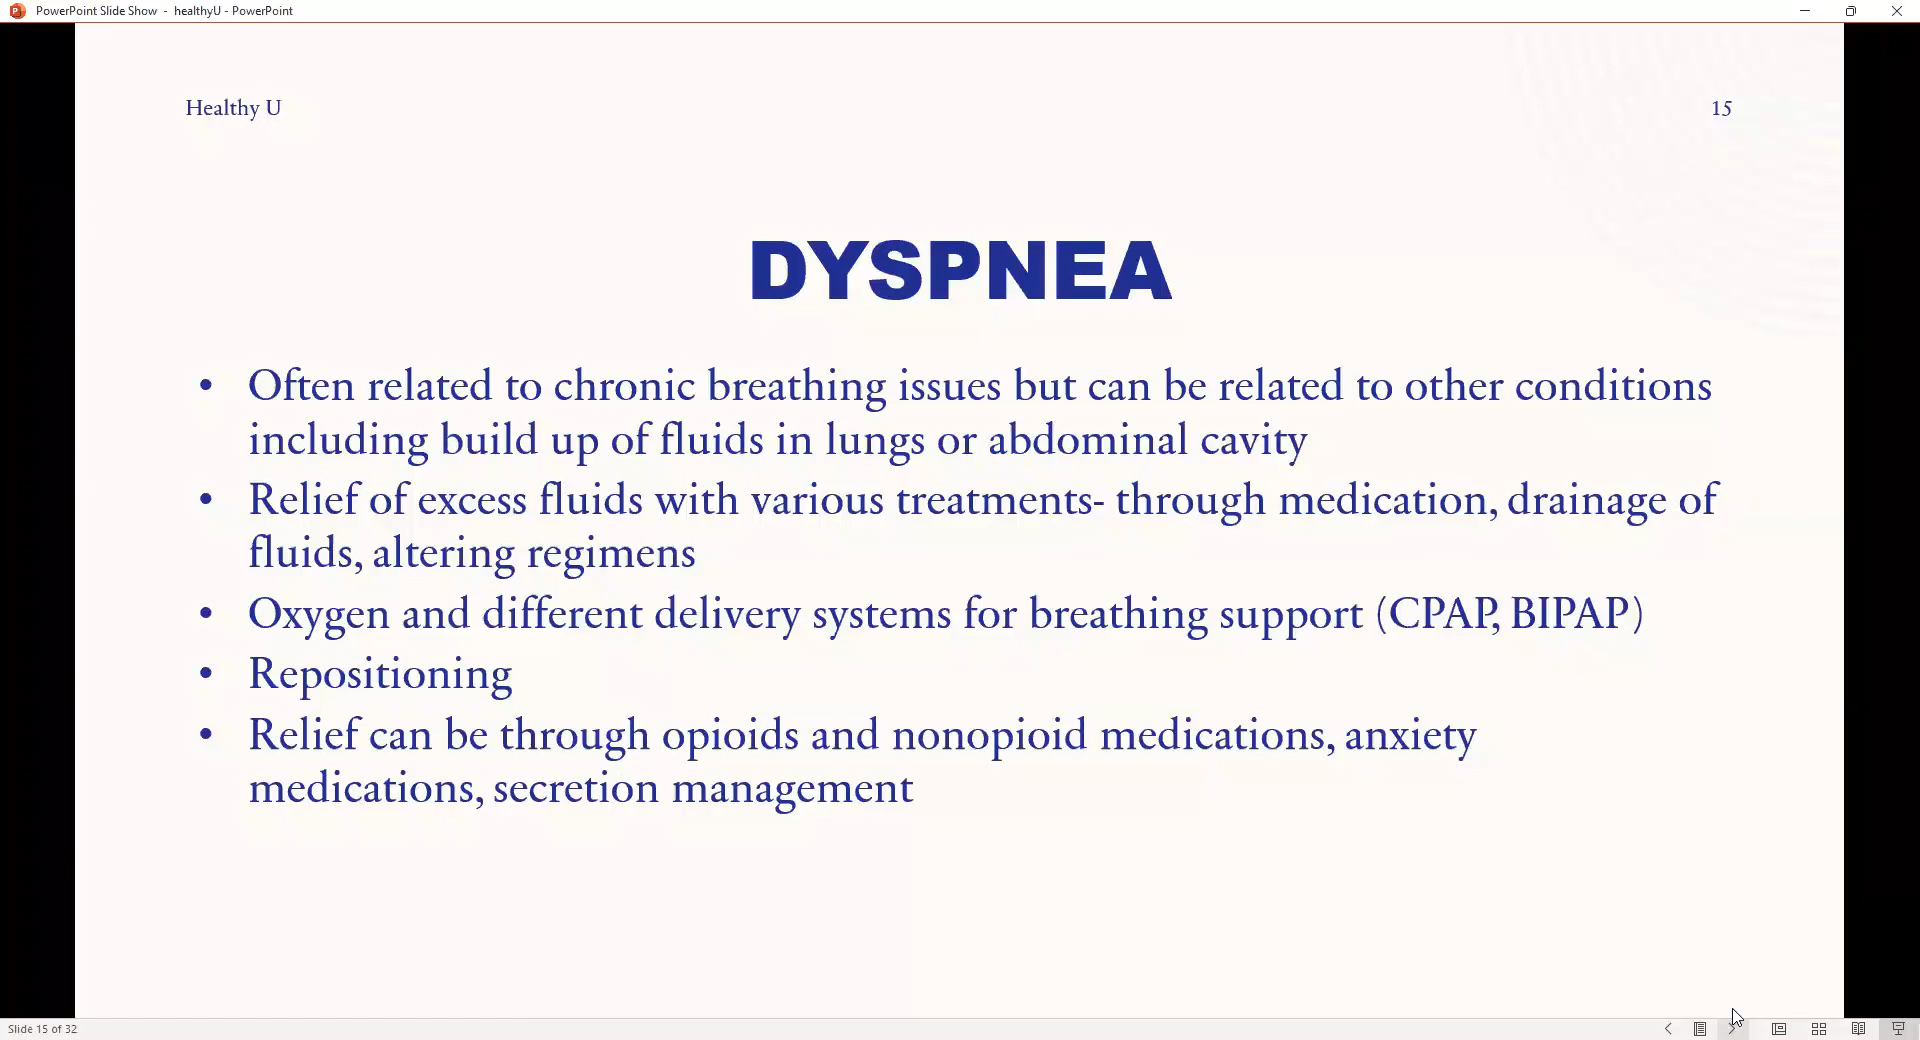 PowerPoint Slide Show - healthyU - PowerPoint
Healthy U
15
DYSPNEA
• Often related to chronic breathing issues but can be related to other conditions
including build up of fluids in lungs or abdominal cavity
• Relief of excess fluids with various treatments- through medication, drainage of
fluids, altering regimens
• Oxygen and different delivery systems for breathing support (CPAP, BIPAP)
• Repositioning
• Relief can be through opioids and nonopioid medications, anxiety
medications, secretion management
Slide 15 of 32